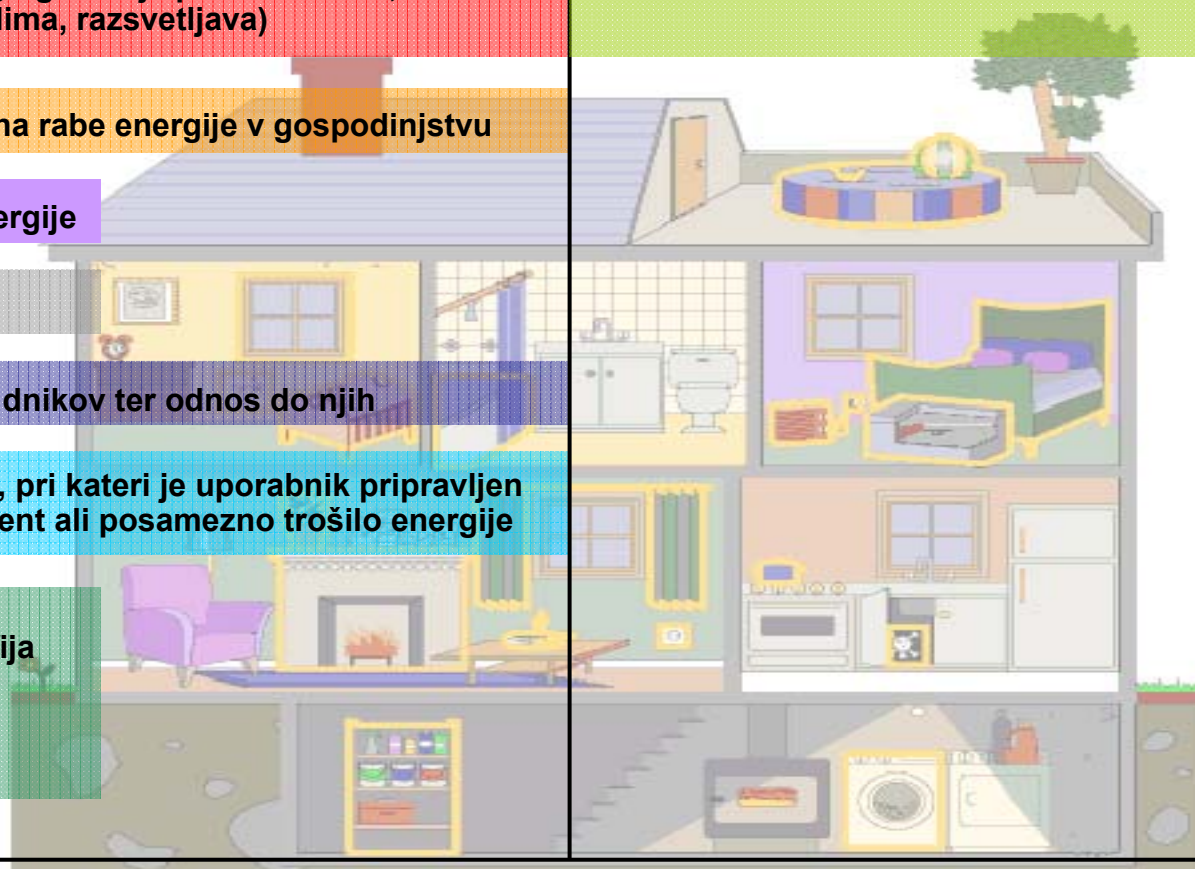 lima, razsvetljava)
na rabe energije v gospodinjstvu
ergije
dnikov ter odnos do njih
, pri kateri je uporabnik pripravljen
ent ali posamezno trošilo energije
ija